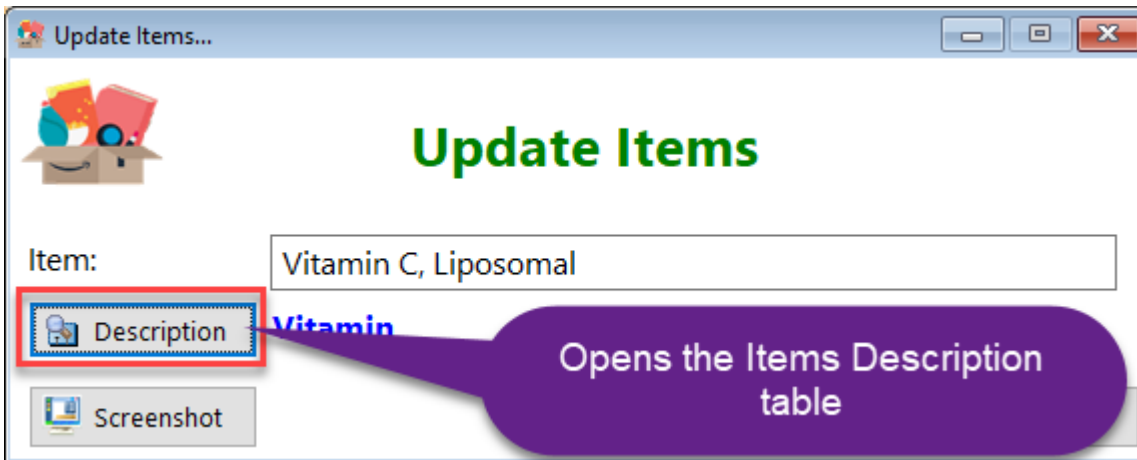 Update Items...
Update Items
Item:
Vitamin C, Liposomal
Description
Vitamin
Opens the Items Description
table
Screenshot